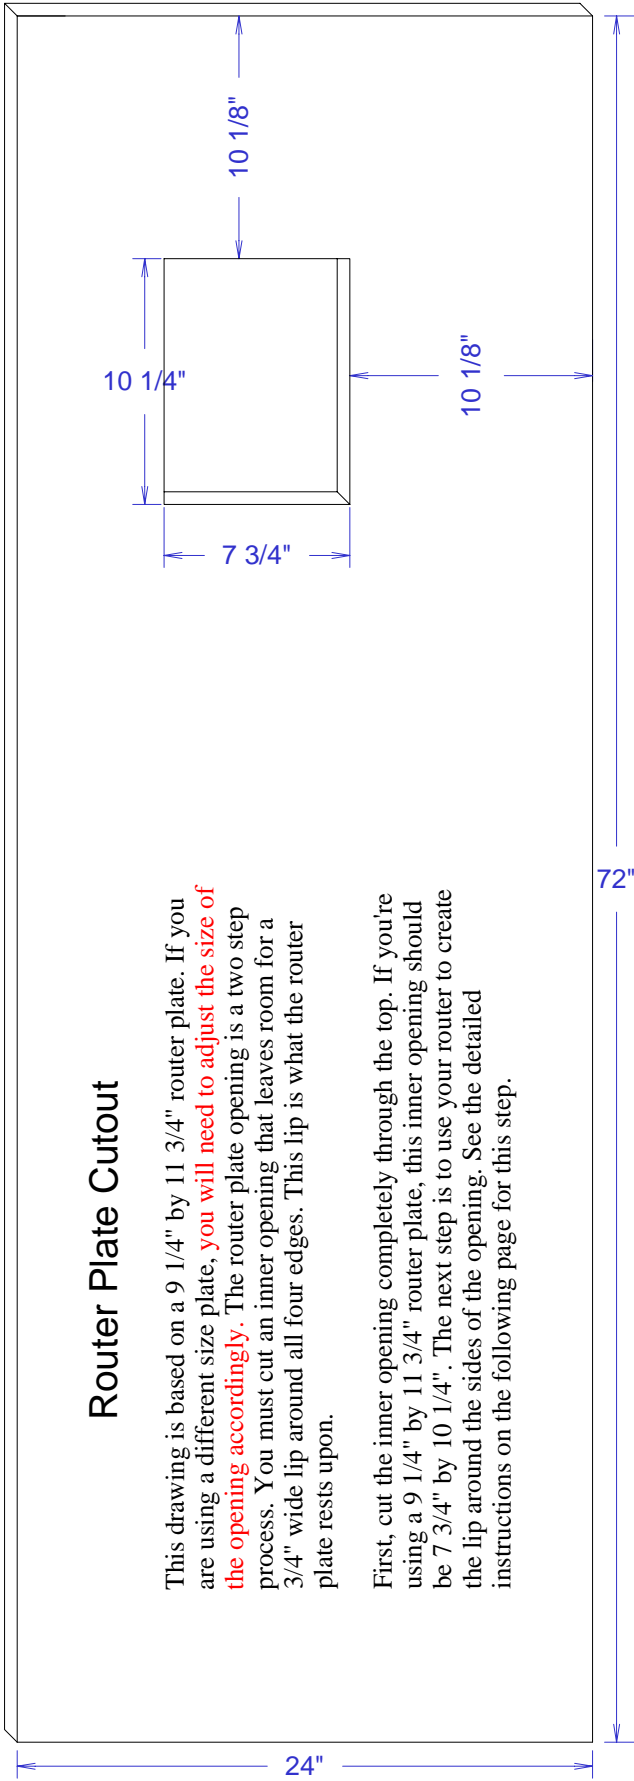 Router Plate Cutout
This drawing is based on a 9 1/4" by 11 3/4" router plate. If you
are using a different size plate, you will need to adjust the size of
the opening accordingly. The router plate opening is a two step
process. You must cut an inner opening that leaves room for a
3/4" wide lip around all four edges. This lip is what the router
plate rests upon.
First, cut the inner opening completely through the top. If you're
using a 9 1/4" by 11 3/4" router plate, this inner opening should
be 7 3/4" by 10 1/4". The next step is to use your router to create
the lip around the sides of the opening. See the detailed
instructions on the following page for this step.
10 1/8"
10 1/4"
10 1/8"
7 3/4"
72"
24"